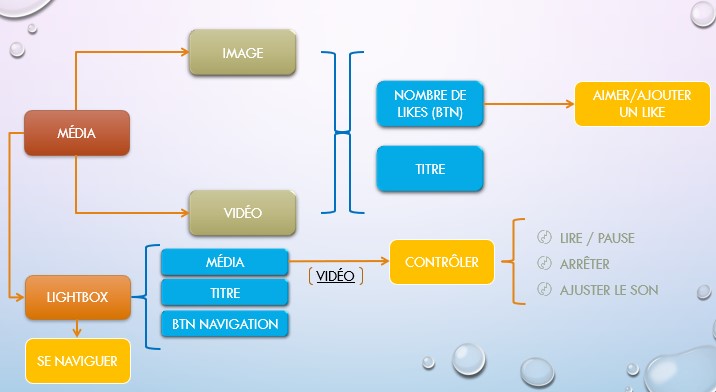 IMAGE
NOMBRE DE
LIKES (BTN)
AIMER/AJOUTER
UN LIKE
MÉDIA
TITRE
VIDÉO
MÉDIA
VIDÉO
CONTRÔLER
LIRE / PAUSE
ARRÊTER
AJUSTER LE SON
LIGHTBOX
TITRE
BTN NAVIGATION
SE NAVIGUER